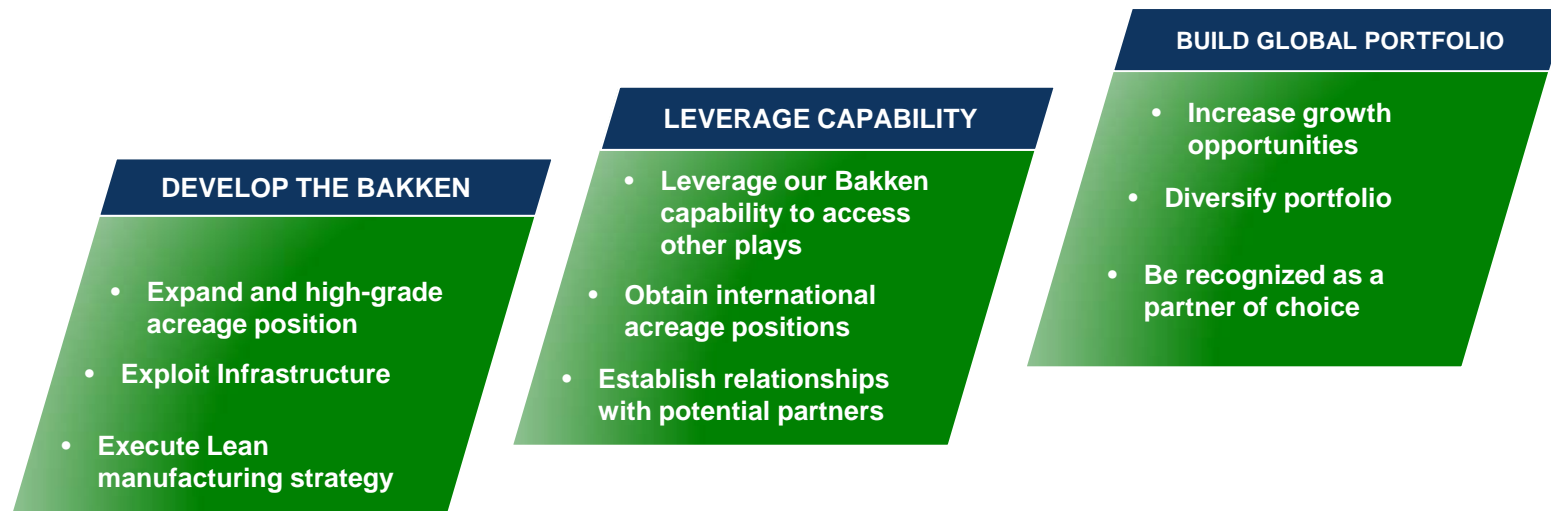 DEVELOP THE BAKKEN
• Expand and high-grade
acreage position
• Exploit Infrastructure
• Execute Lean
manufacturing strategy
LEVERAGE CAPABILITY
• Leverage our Bakken
capability to access
other plays
• Obtain international
acreage positions
• Establish relationships
with potential partners
BUILD GLOBAL PORTFOLIO
• Increase growth
opportunities
• Diversify portfolio
• Be recognized as a
partner of choice